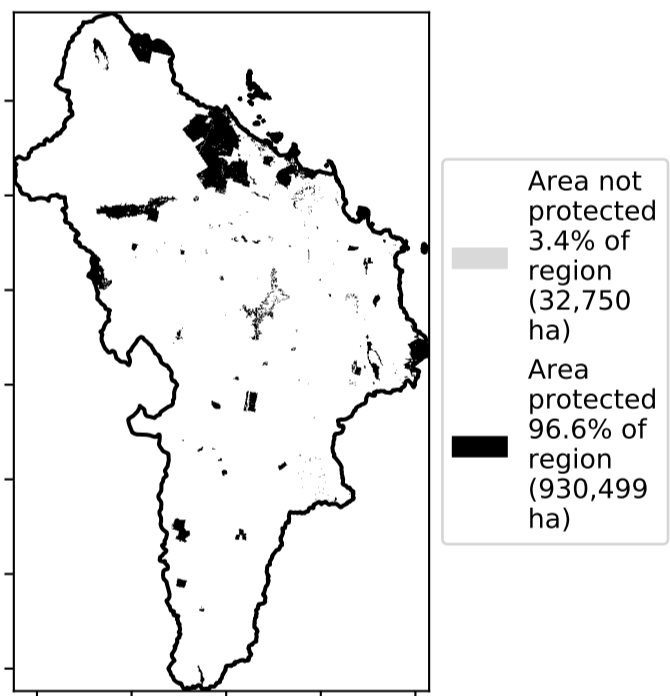 Area not
protected
3.4% of
region
(32,750
ha)
Area
protected
96.6% of
region
(930,499
ha)